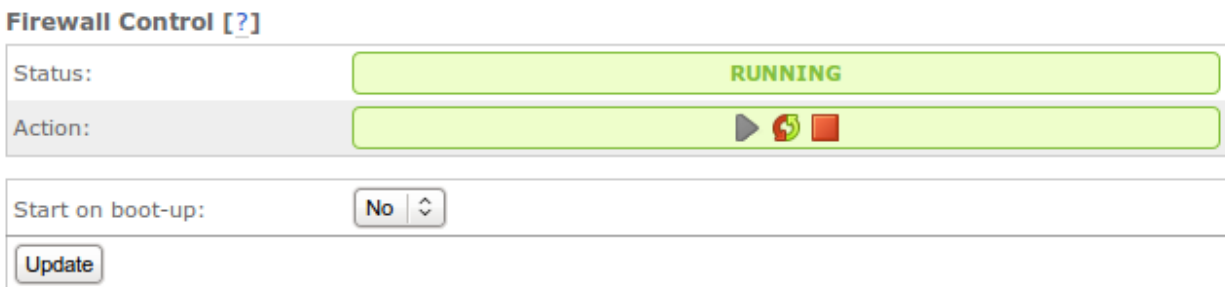 Firewall Control [?]
Status:
RUNNING
Action:
Start on boot-up:
No
Update